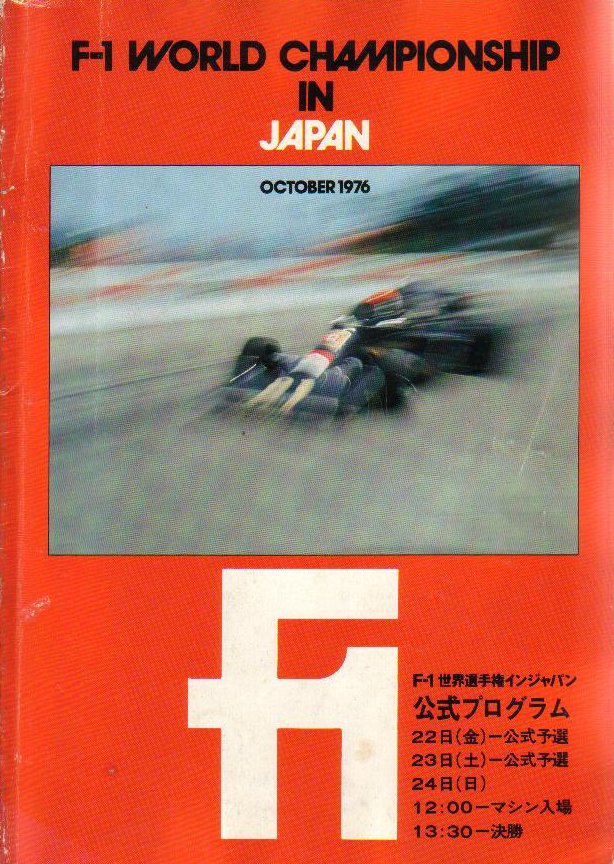 F-1 WORLD CHAMPIONSHIP
IN
JAPAN
OCTOBER 1976
F1
F-1世界選手権インジャパン
公式プログラム
22日(金)ー公式予選
23日(土)ー公式予選
24日(日)
12:00ーマシン入場
13:30ー決勝